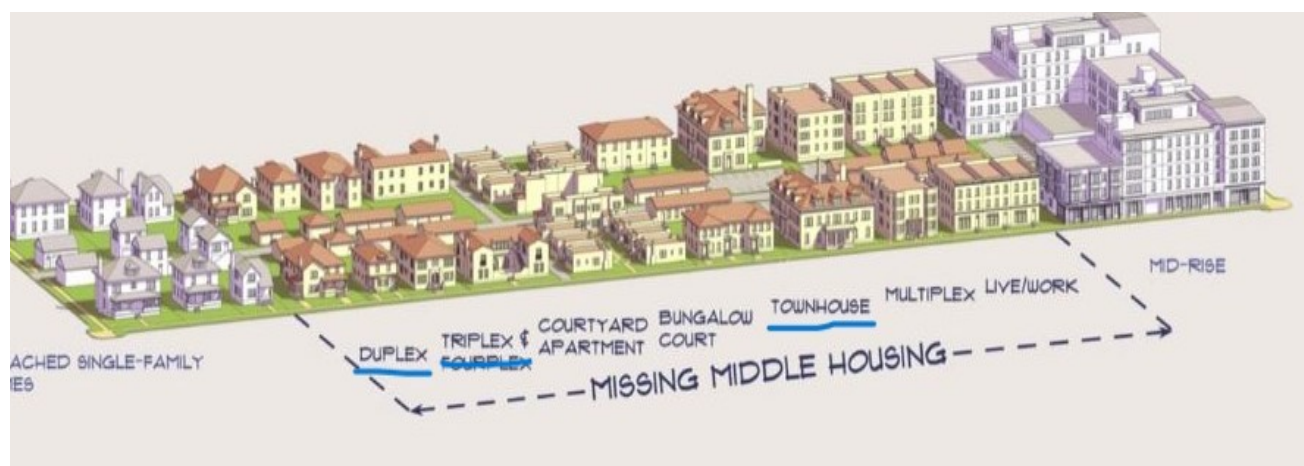 ACHED SINGLE-FAMILY
ES
DUPLEX
TRIPLEX &
FOURPLEX
COURTYARD
APARTMENT
BUNGALOW
COURT
TOWNHOUSE
MULTIPLEX
LIVE/WORK
MID-RISE
MISSING MIDDLE HOUSING